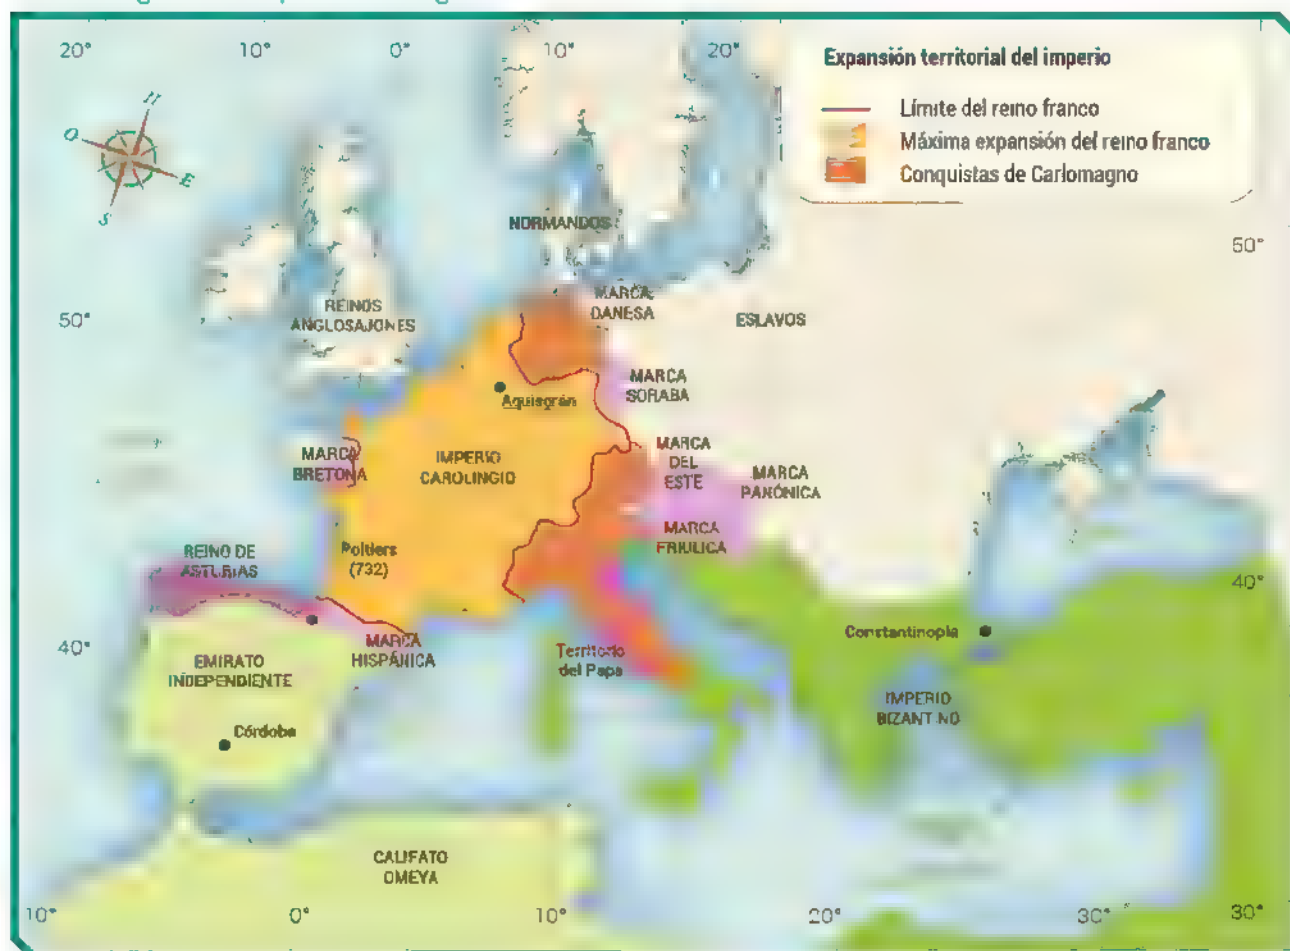 20° 10° 0° 10° 20°
Expansión territorial del imperio
Límite del reino franco
Máxima expansión del reino franco
Conquistas de Carlomagno
O E
S
NORMANDOS
50°
REINOS
ANGLOSAJONES
MARCA
DANESA
50°
ESLAVOS
MARCA
SORABA
Aquisgrán
MARCA
BRETONA
IMPERIO
CAROLINGIO
MARCA
DEL
ESTE
MARCA
PANÓNICA
MARCA
FRIULICA
REINO DE
ASTURIAS
Poitiers
(732)
40°
40°
MARCA
HISPÁNICA
Territorio
del Papa
Constantinopla
EMIRATO
INDEPENDIENTE
IMPERIO
BIZANTINO
Córdoba
CALIFATO
OMEYA
10° 0° 10° 20° 30° 30°